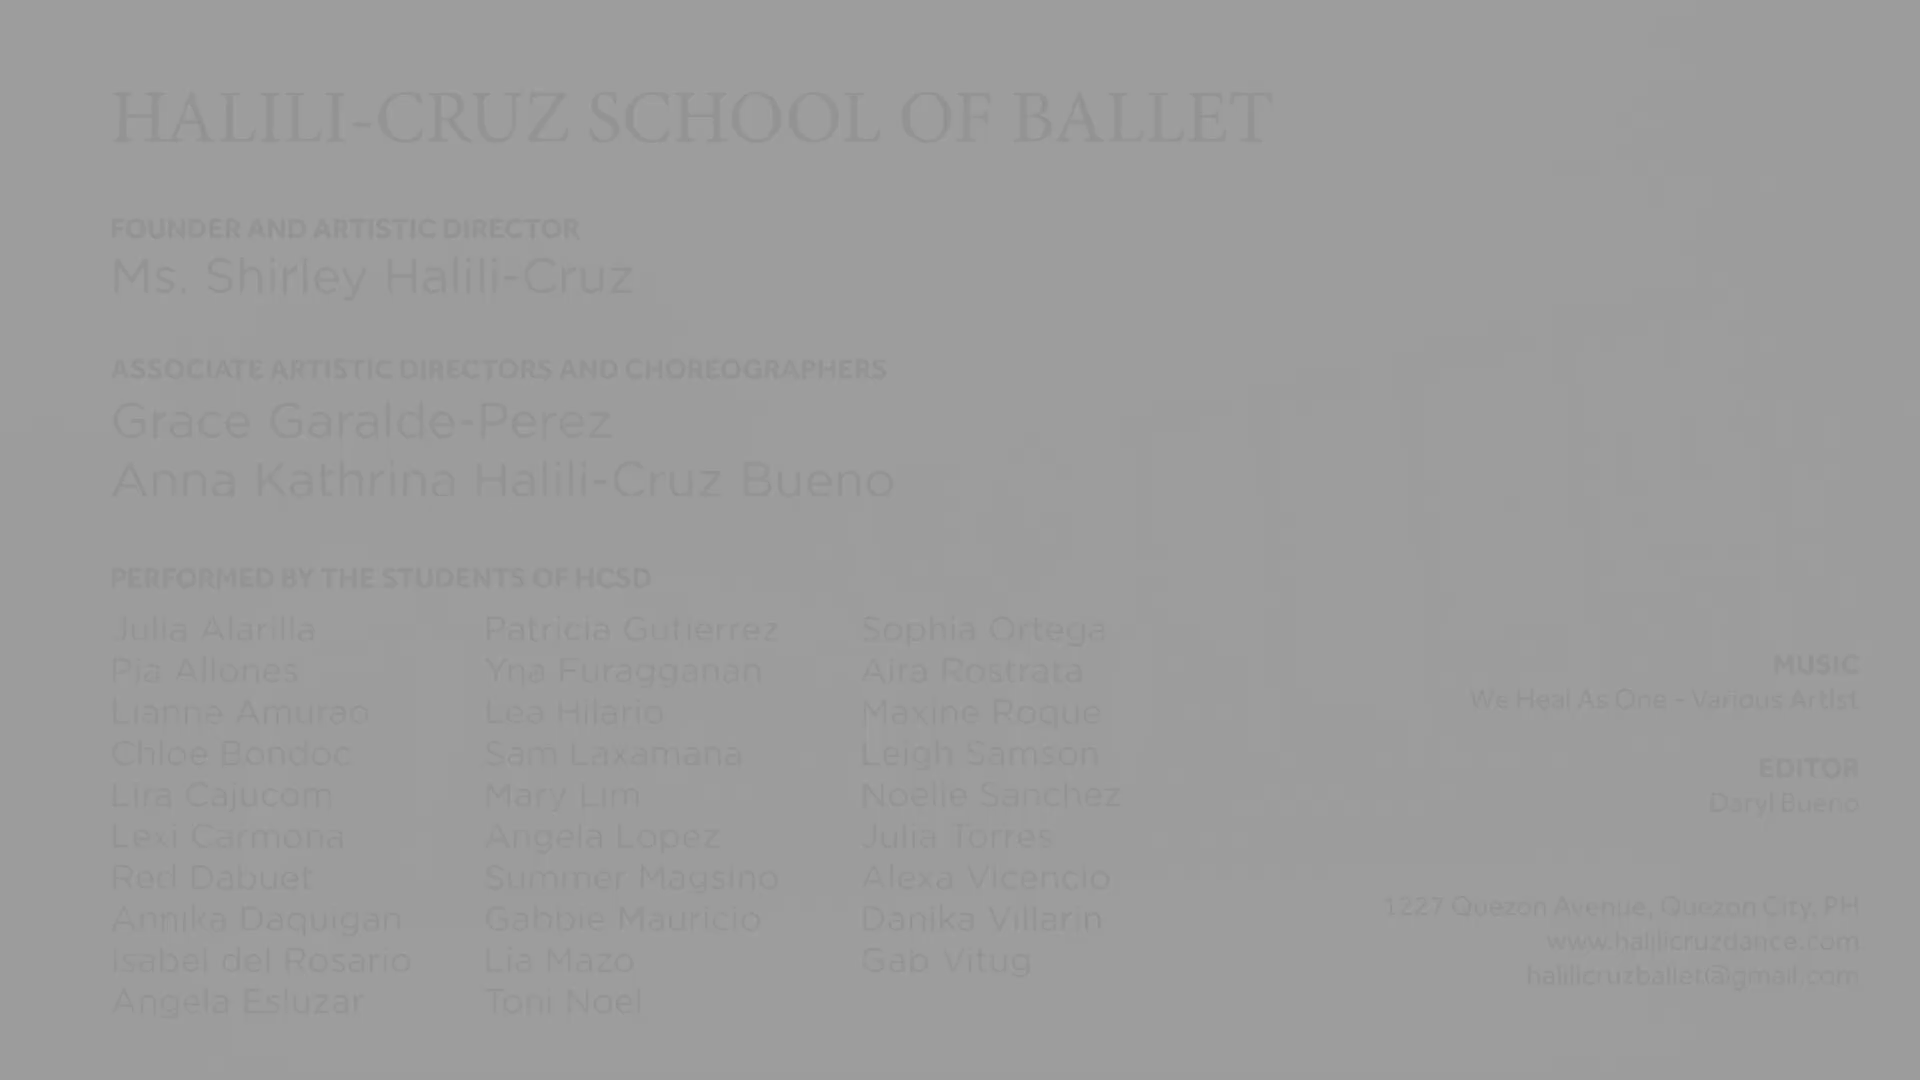 HALILI-CRUZ SCHOOL OF BALLET
FOUNDER AND ARTISTIC DIRECTOR
Ms. Shirley Halili-Cruz
ASSOCIATE ARTISTIC DIRECTORS AND CHOREOGRAPHERS
Grace Garalde-Perez
Anna Kathrina Halili-Cruz Bueno
PERFORMED BY THE STUDENTS OF HCSD
Julia Alarilla
Pia Allones
Lianne Amurao
Chloe Bondoc
Lira Cajucom
Lexi Carmona
Red Dabuet
Annika Daquigan
Isabel del Rosario
Angela Esluzar
Patricia Gutierrez
Yna Furagganan
Lea Hilario
Sam Laxamana
Mary Lim
Angela Lopez
Summer Magsino
Gabbie Mauricio
Lia Mazo
Toni Noel
Sophia Ortega
Aira Rostrata
Maxine Roque
Leigh Samson
Noelle Sanchez
Julia Torres
Alexa Vicencio
Danika Villarin
Gab Vitug
MUSIC
We Heal As One - Various Artist
EDITOR
Daryl Bueno
1227 Quezon Avenue, Quezon City, PH
www.halilicruzdance.com
halilicruzballet@gmail.com